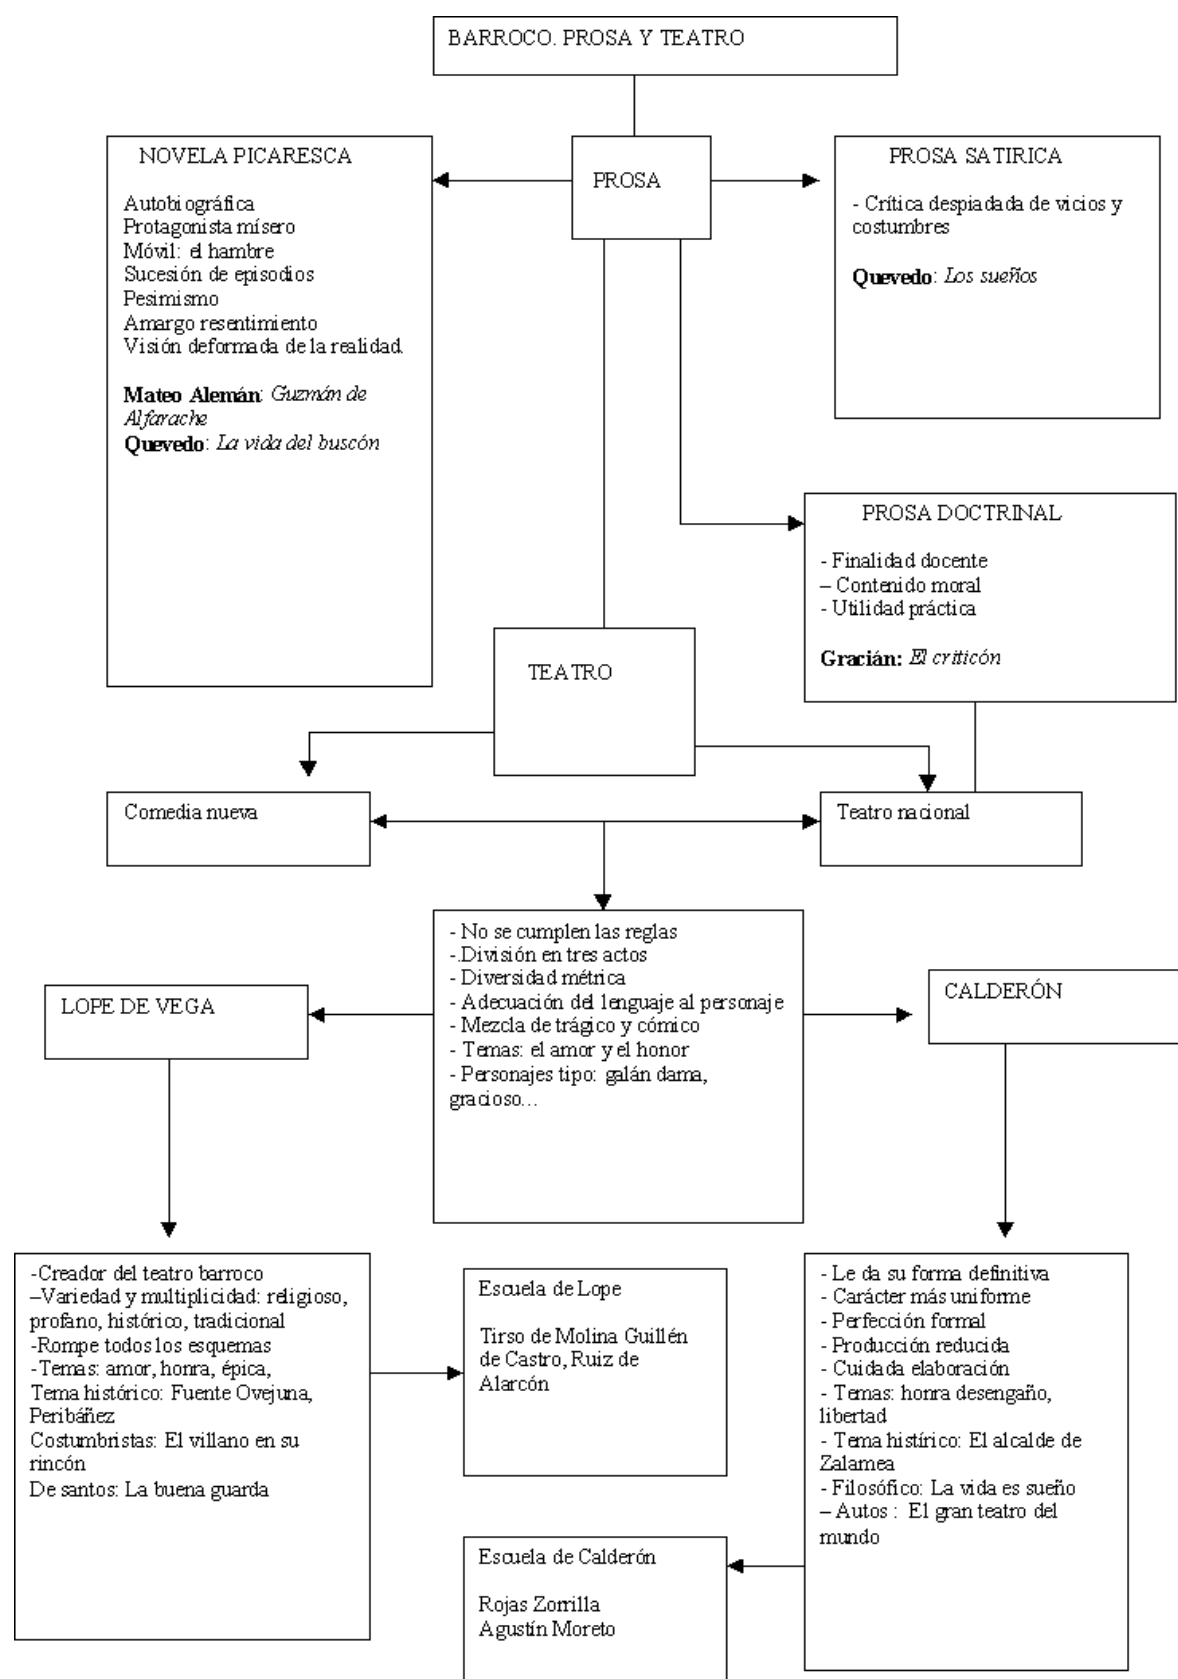 BARROCO. PROSA Y TEATRO
NOVELA PICARESCA
Autobiográfica
Protagonista mísero
Móvil: el hambre
Sucesión de episodios
Pesimismo
Amargo resentimiento
Visión deformada de la realidad.
Mateo Alemán: Guzmán de
Alfarache
Quevedo: La vida del buscón
PROSA
PROSA SATIRICA
- Crítica despiadada de vicios y
costumbres
Quevedo: Los sueños
PROSA DOCTRINAL
- Finalidad docente
– Contenido moral
- Utilidad práctica
Gracián: El criticón
TEATRO
Comedia nueva
Teatro nacional
- No se cumplen las reglas
-.División en tres actos
- Diversidad métrica
- Adecuación del lenguaje al personaje
- Mezcla de trágico y cómico
- Temas: el amor y el honor
- Personajes tipo: galán dama,
gracioso...
LOPE DE VEGA
CALDERÓN
-Creador del teatro barroco
–Variedad y multiplicidad: religioso,
profano, histórico, tradicional
-Rompe todos los esquemas
-Temas: amor, honra, épica,
Tema histórico: Fuente Ovejuna,
Peribáñez
Costumbristas: El villano en su
rincón
De santos: La buena guarda
Escuela de Lope
Tirso de Molina Guillén
de Castro, Ruiz de
Alarcón
- Le da su forma definitiva
- Carácter más uniforme
- Perfección formal
- Producción reducida
- Cuidada elaboración
- Temas: honra desengaño,
libertad
- Tema histírico: El alcalde de
Zalamea
- Filosófico: La vida es sueño
– Autos : El gran teatro del
mundo
Escuela de Calderón
Rojas Zorrilla
Agustín Moreto